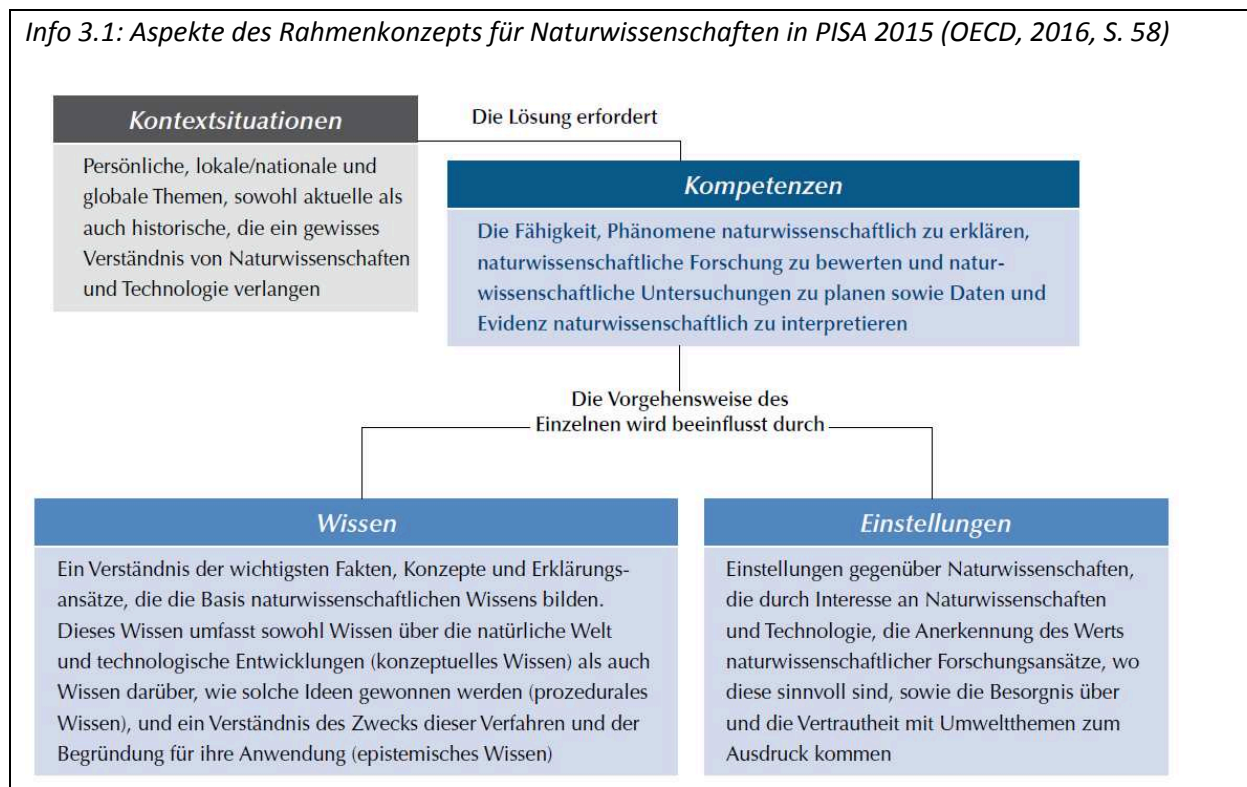 Info 3.1: Aspekte des Rahmenkonzepts für Naturwissenschaften in PISA 2015 (OECD, 2016, S. 58)
Kontextsituationen
Persönliche, lokale/nationale und
globale Themen, sowohl aktuelle als
auch historische, die ein gewisses
Verständnis von Naturwissenschaften
und Technologie verlangen
Die Lösung erfordert
Kompetenzen
Die Fähigkeit, Phänomene naturwissenschaftlich zu erklären,
naturwissenschaftliche Forschung zu bewerten und natur-
wissenschaftliche Untersuchungen zu planen sowie Daten und
Evidenz naturwissenschaftlich zu interpretieren
Die Vorgehensweise des
Einzelnen wird beeinflusst durch
Wissen
Ein Verständnis der wichtigsten Fakten, Konzepte und Erklärungs-
ansätze, die die Basis naturwissenschaftlichen Wissens bilden.
Dieses Wissen umfasst sowohl Wissen über die natürliche Welt
und technologische Entwicklungen (konzeptuelles Wissen) als auch
Wissen darüber, wie solche Ideen gewonnen werden (prozedurales
Wissen), und ein Verständnis des Zwecks dieser Verfahren und der
Begründung für ihre Anwendung (epistemisches Wissen)
Einstellungen
Einstellungen gegenüber Naturwissenschaften,
die durch Interesse an Naturwissenschaften
und Technologie, die Anerkennung des Werts
naturwissenschaftlicher Forschungsansätze, wo
diese sinnvoll sind, sowie die Besorgnis über
und die Vertrautheit mit Umweltthemen zum
Ausdruck kommen